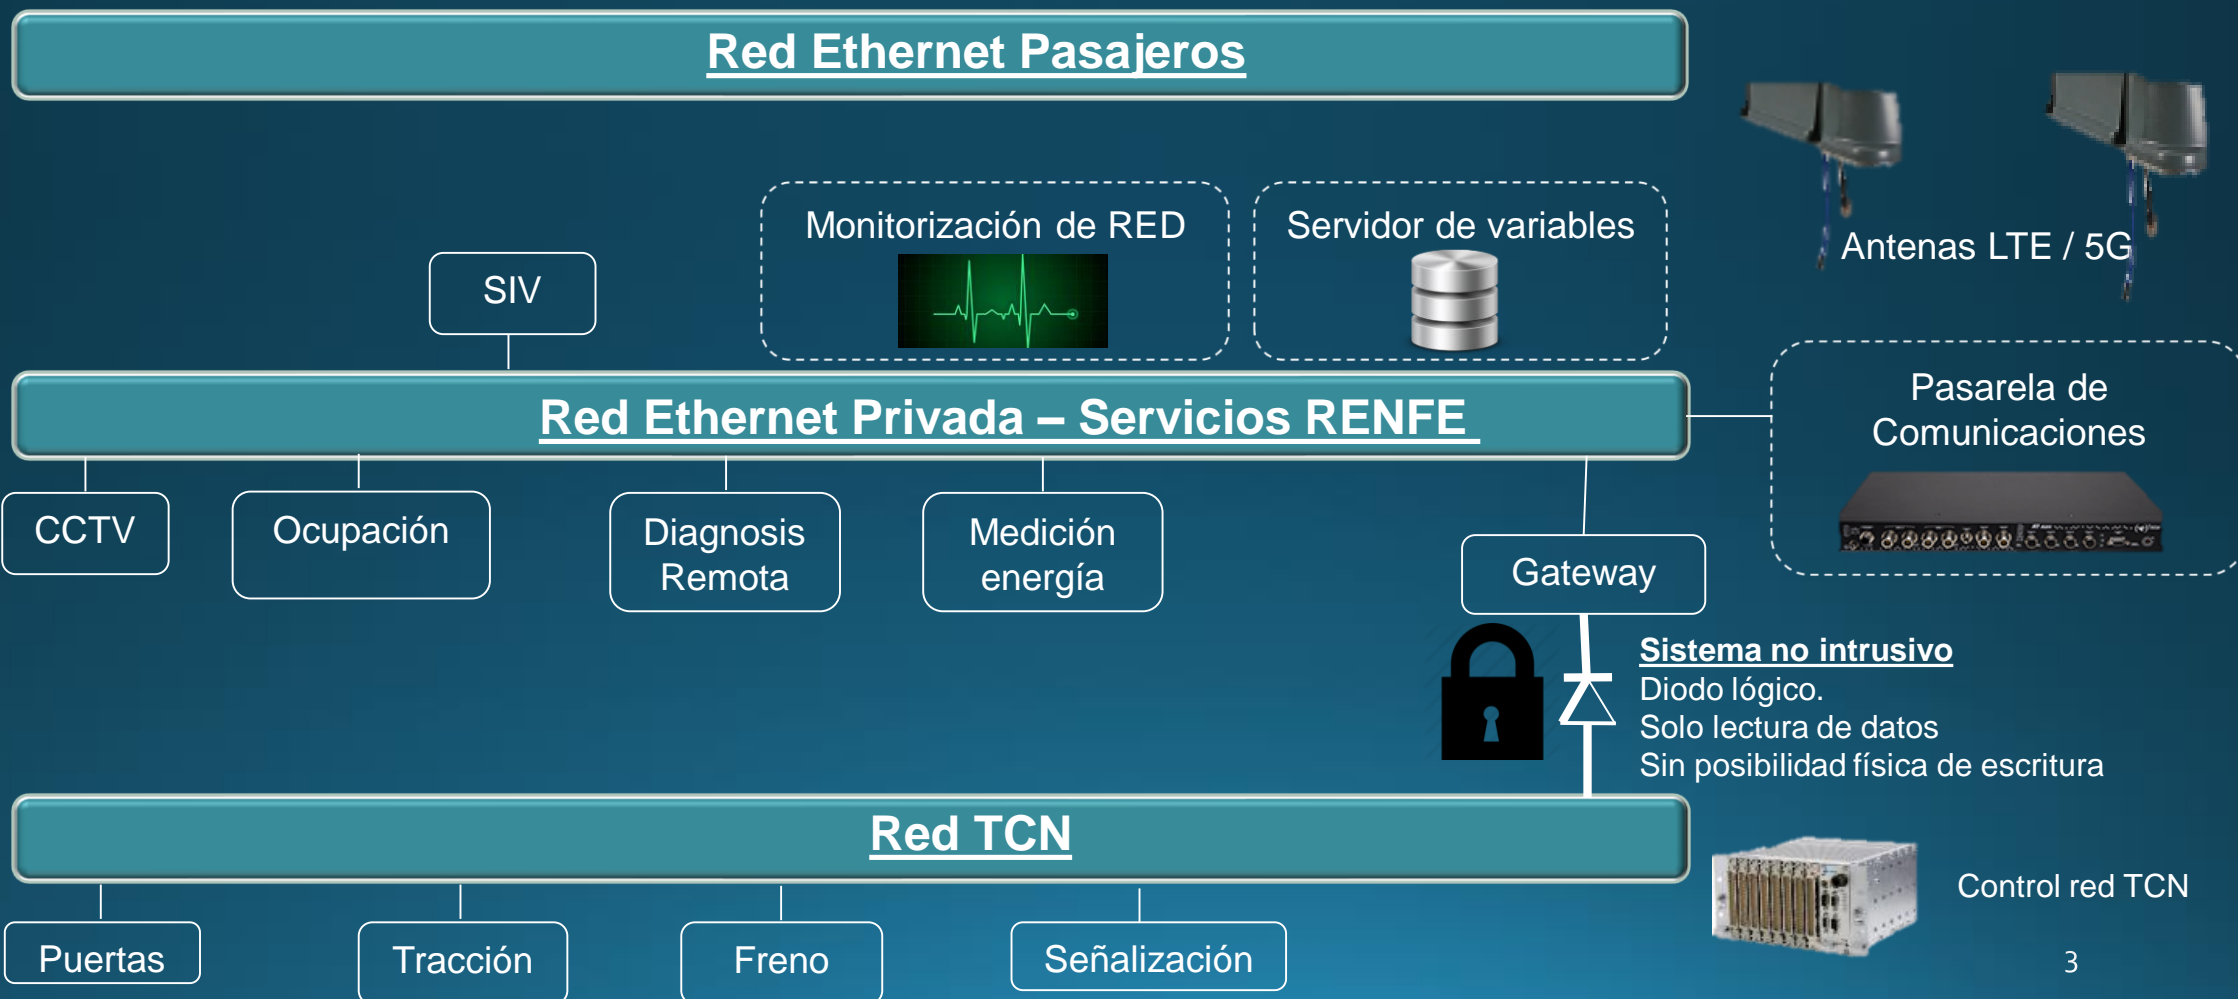 Red Ethernet Pasajeros
Monitorización de RED
Servidor de variables
SIV
Antenas LTE / 5G
Red Ethernet Privada – Servicios RENFE
Pasarela de
Comunicaciones
CCTV
Ocupación
Diagnosis
Remota
Medición
energía
Gateway
Sistema no intrusivo
Diodo lógico.
Solo lectura de datos
Sin posibilidad física de escritura
Red TCN
Control red TCN
Puertas
Tracción
Freno
Señalización
3